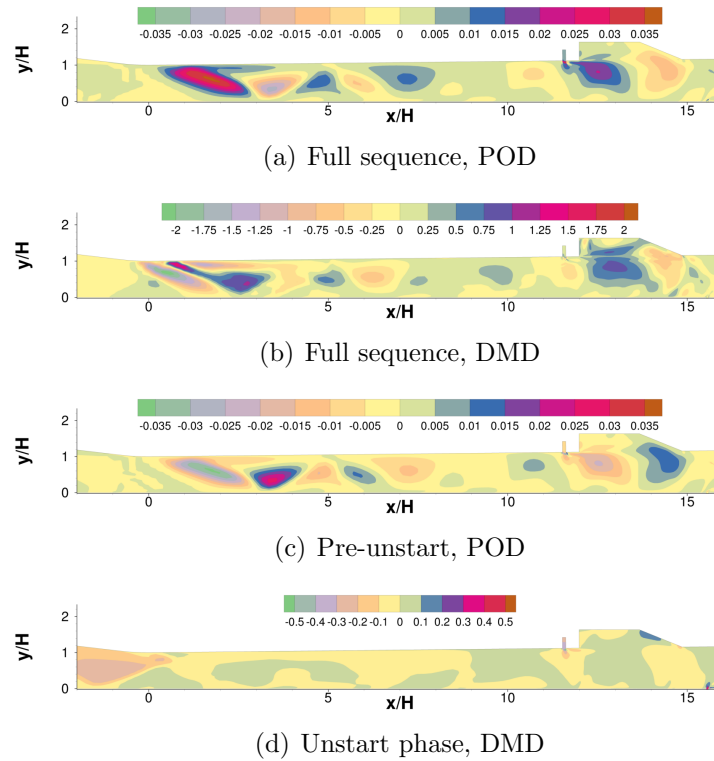 -0.035 -0.03 -0.025 -0.02 -0.015 -0.01 -0.005 0 0.005 0.01 0.015 0.02 0.025 0.03 0.035
y/H
2
1
0
0 5 10 15
x/H
(a) Full sequence, POD
-2 -1.75 -1.5 -1.25 -1 -0.75 -0.5 -0.25 0 0.25 0.5 0.75 1 1.25 1.5 1.75 2
y/H
2
1
0
0 5 10 15
x/H
(b) Full sequence, DMD
-0.035 -0.03 -0.025 -0.02 -0.015 -0.01 -0.005 0 0.005 0.01 0.015 0.02 0.025 0.03 0.035
y/H
2
1
0
0 5 10 15
x/H
(c) Pre-unstart, POD
-0.5 -0.4 -0.3 -0.2 -0.1 0 0.1 0.2 0.3 0.4 0.5
y/H
2
1
0
0 5 10 15
x/H
(d) Unstart phase, DMD